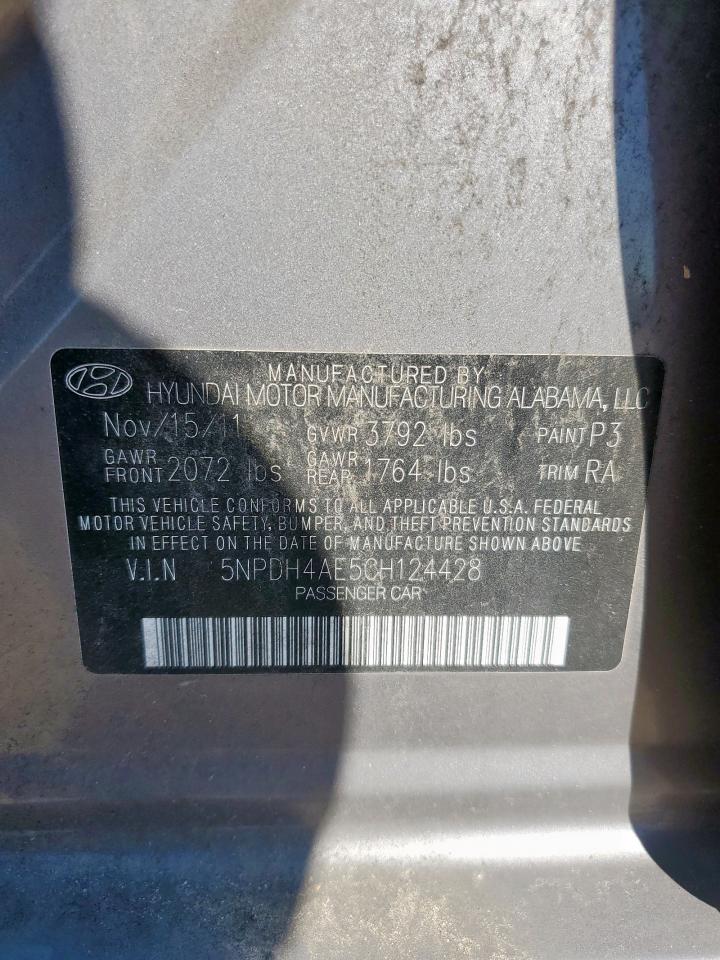 MANUFACTURED BY
HYUNDAI MOTOR MANUFACTURING ALABAMA, LLC
Nov/15/11 GVWR 3792 lbs PAINT P3
GAWR FRONT 2072 lbs GAWR REAR 1764 lbs TRIM RA
THIS VEHICLE CONFORMS TO ALL APPLICABLE U.S.A. FEDERAL
MOTOR VEHICLE SAFETY, BUMPER, AND THEFT PREVENTION STANDARDS
IN EFFECT ON THE DATE OF MANUFACTURE SHOWN ABOVE
V.I.N 5NPDH4AE5CH124428
PASSENGER CAR